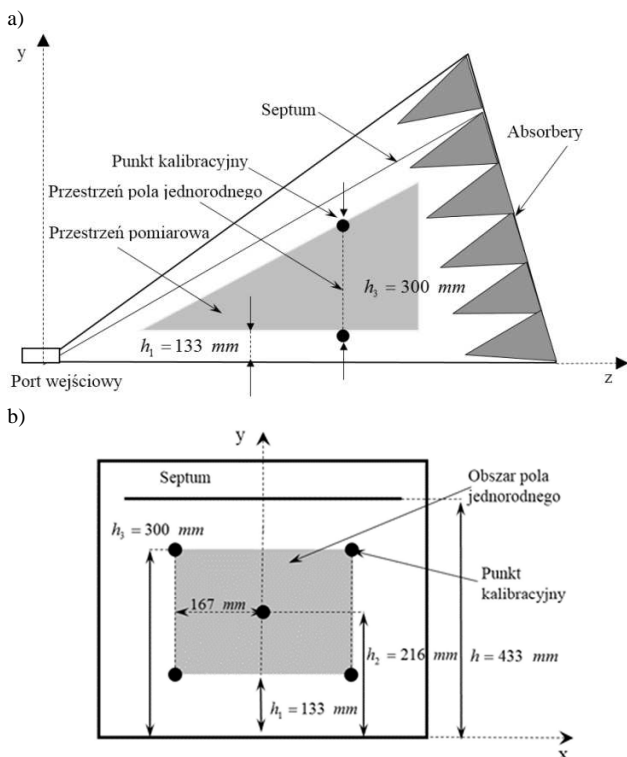 a)
y
Septum
Absorbery
Punkt kalibracyjny
Przestrzeń pola jednorodnego
Przestrzeń pomiarowa
h₃ = 300 mm
h₁ = 133 mm
Port wejściowy
z
b)
y
Septum
Obszar pola
jednorodnego
h₃ = 300 mm
Punkt
kalibracyjny
167 mm
h₂ = 216 mm
h = 433 mm
h₁ = 133 mm
x